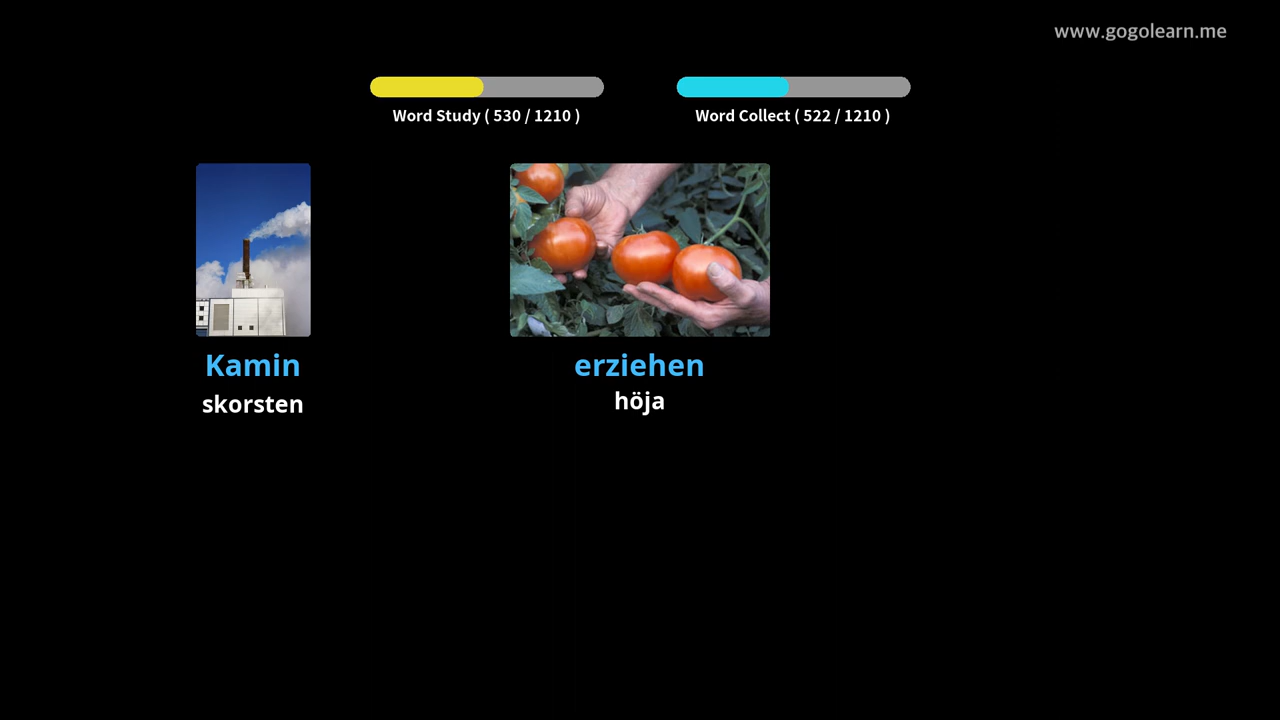 www.gogolearn.me
Word Study ( 530 / 1210 )
Word Collect ( 522 / 1210 )
Kamin
skorsten
erziehen
höja